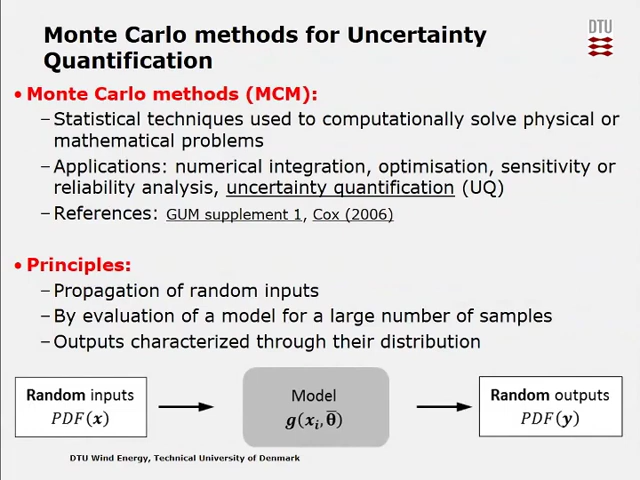 Monte Carlo methods for Uncertainty
Quantification
DTU
• Monte Carlo methods (MCM):
–Statistical techniques used to computationally solve physical or
mathematical problems
–Applications: numerical integration, optimisation, sensitivity or
reliability analysis, uncertainty quantification (UQ)
–References: GUM supplement 1, Cox (2006)
• Principles:
–Propagation of random inputs
–By evaluation of a model for a large number of samples
–Outputs characterized through their distribution
Random inputs
PDF(x)
Model
g(xᵢ, θ̅)
Random outputs
PDF(y)
DTU Wind Energy, Technical University of Denmark